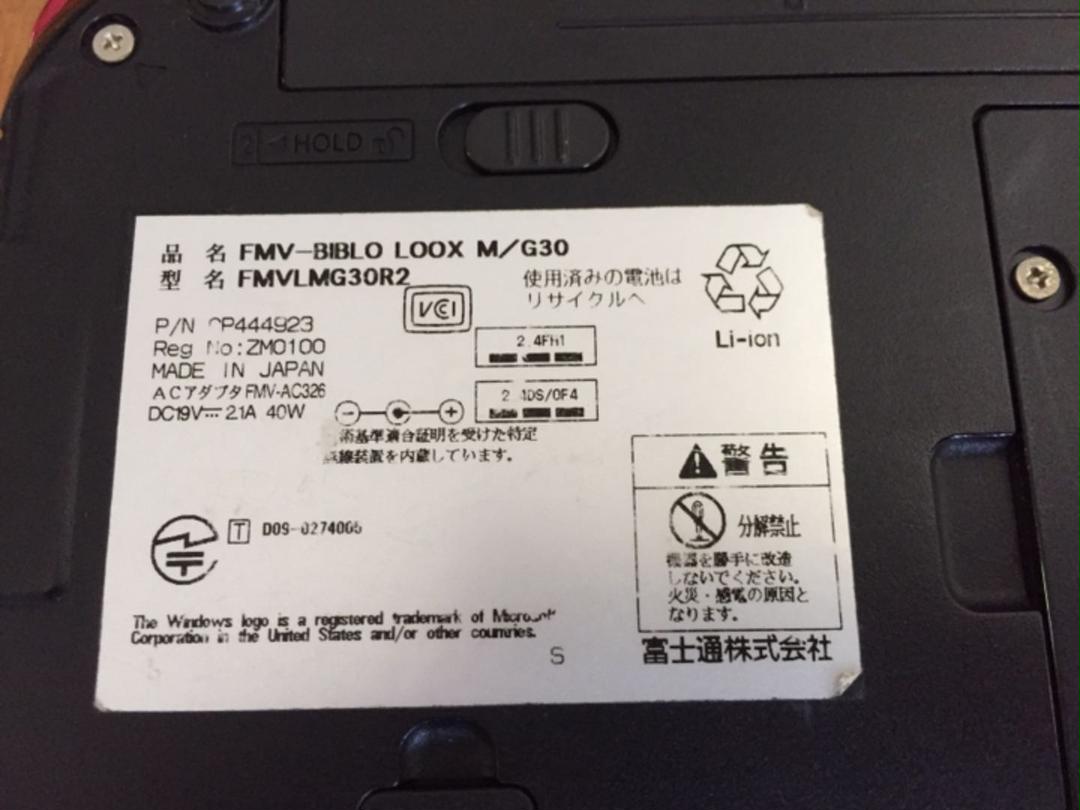 2 HOLD
品 名 FMV-BIBLO LOOX M/G30
型 名 FMVLMG30R2
使用済みの電池は
リサイクルへ
Li-ion
VCCI
P/N CP444923
Reg No:ZM0100
MADE IN JAPAN
ACアダプタ FMV-AC326
DC19V 2.1A 40W
2.4FH1
2.4DS/OF4
術基準適合証明を受けた特定
線装置を内蔵しています。
T D09-0274005
警告
分解禁止
機器を勝手に改造
しないでください。
火災・感電の原因と
なります。
The Windows logo is a registered trademark of Microsoft
Corporation in the United States and/or other countries.
S
富士通株式会社